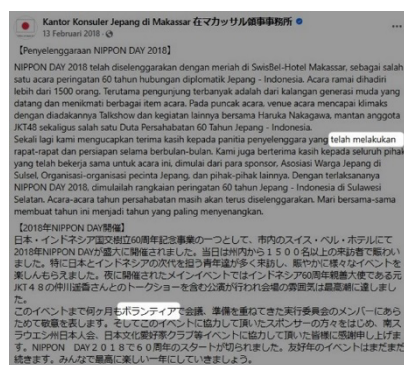 Kantor Konsuler Jepang di Makassar 在マカッサル領事事務所
13 Februari 2018
【Penyelenggaraan NIPPON DAY 2018】
NIPPON DAY 2018 telah diselenggarakan dengan meriah di SwisBel-Hotel Makassar, sebagai salah
satu acara peringatan 60 tahun hubungan diplomatik Jepang - Indonesia. Acara ramai dihadiri
lebih dari 1500 orang. Terutama pengunjung terbanyak adalah dari kalangan generasi muda yang
datang dan menikmati berbagai item acara. Pada puncak acara, venue acara mencapai klimaks
dengan diadakannya Talkshow dan kegiatan lainnya bersama Haruka Nakagawa, mantan anggota
JKT48 sekaligus salah satu Duta Persahabatan 60 Tahun Jepang - Indonesia.
Sekali lagi kami mengucapkan terima kasih kepada panitia penyelenggara yang telah melakukan
rapat-rapat dan persiapan selama berbulan-bulan. Kami juga berterima kasih kepada seluruh pihak
yang telah bekerja sama untuk acara ini, dimulai dari para sponsor, Asosiasi Warga Jepang di
Sulsel, Organisasi-organisasi pecinta Jepang, dan pihak-pihak lainnya. Dengan terlaksananya
NIPPON DAY 2018, dimulailah rangkaian peringatan 60 tahun Jepang - Indonesia di Sulawesi
Selatan. Acara-acara tahun persahabatan masih akan terus diselenggarakan. Mari bersama-sama
membuat tahun ini menjadi tahun yang paling menyenangkan.
【2018年NIPPON DAY開催】
日本・インドネシア国交樹立60周年記念事業の一つとして、市内のスイス・ベル・ホテルにて
2018年NIPPON DAYが盛大に開催されました。当日は州内から１５００名以上の来訪者で賑わい
ました。特に日本とインドネシアの次代を担う青年達が多く来訪し、賑やかに様々なイベントを
楽しんでもらえました。夜に開催されたメインイベントではインドネシア60周年親善大使である元
JKT４８の仲川遥香さんとのトークショーを含む公演が行われ会場の雰囲気は最高潮に達しまし
た。
このイベントまで何ヶ月もボランティアで会議、準備を重ねてきた実行委員会のメンバーにあら
ためて敬意を表します。そしてこのイベントに協力して頂いたスポンサーの方々をはじめ、南ス
ラウエシ州日本人会、日本文化愛好家クラブ等イベントに協力して頂いた皆様に感謝申し上げま
す。NIPPON DAY２０１８で６０周年のスタートが切られました。友好年のイベントはまだまだ
続きます。みんなで最高に楽しい一年にしていきましょう。